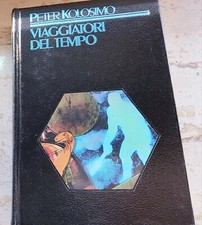 PETER KOLOSIMO
VIAGGIATORI
DEL TEMPO